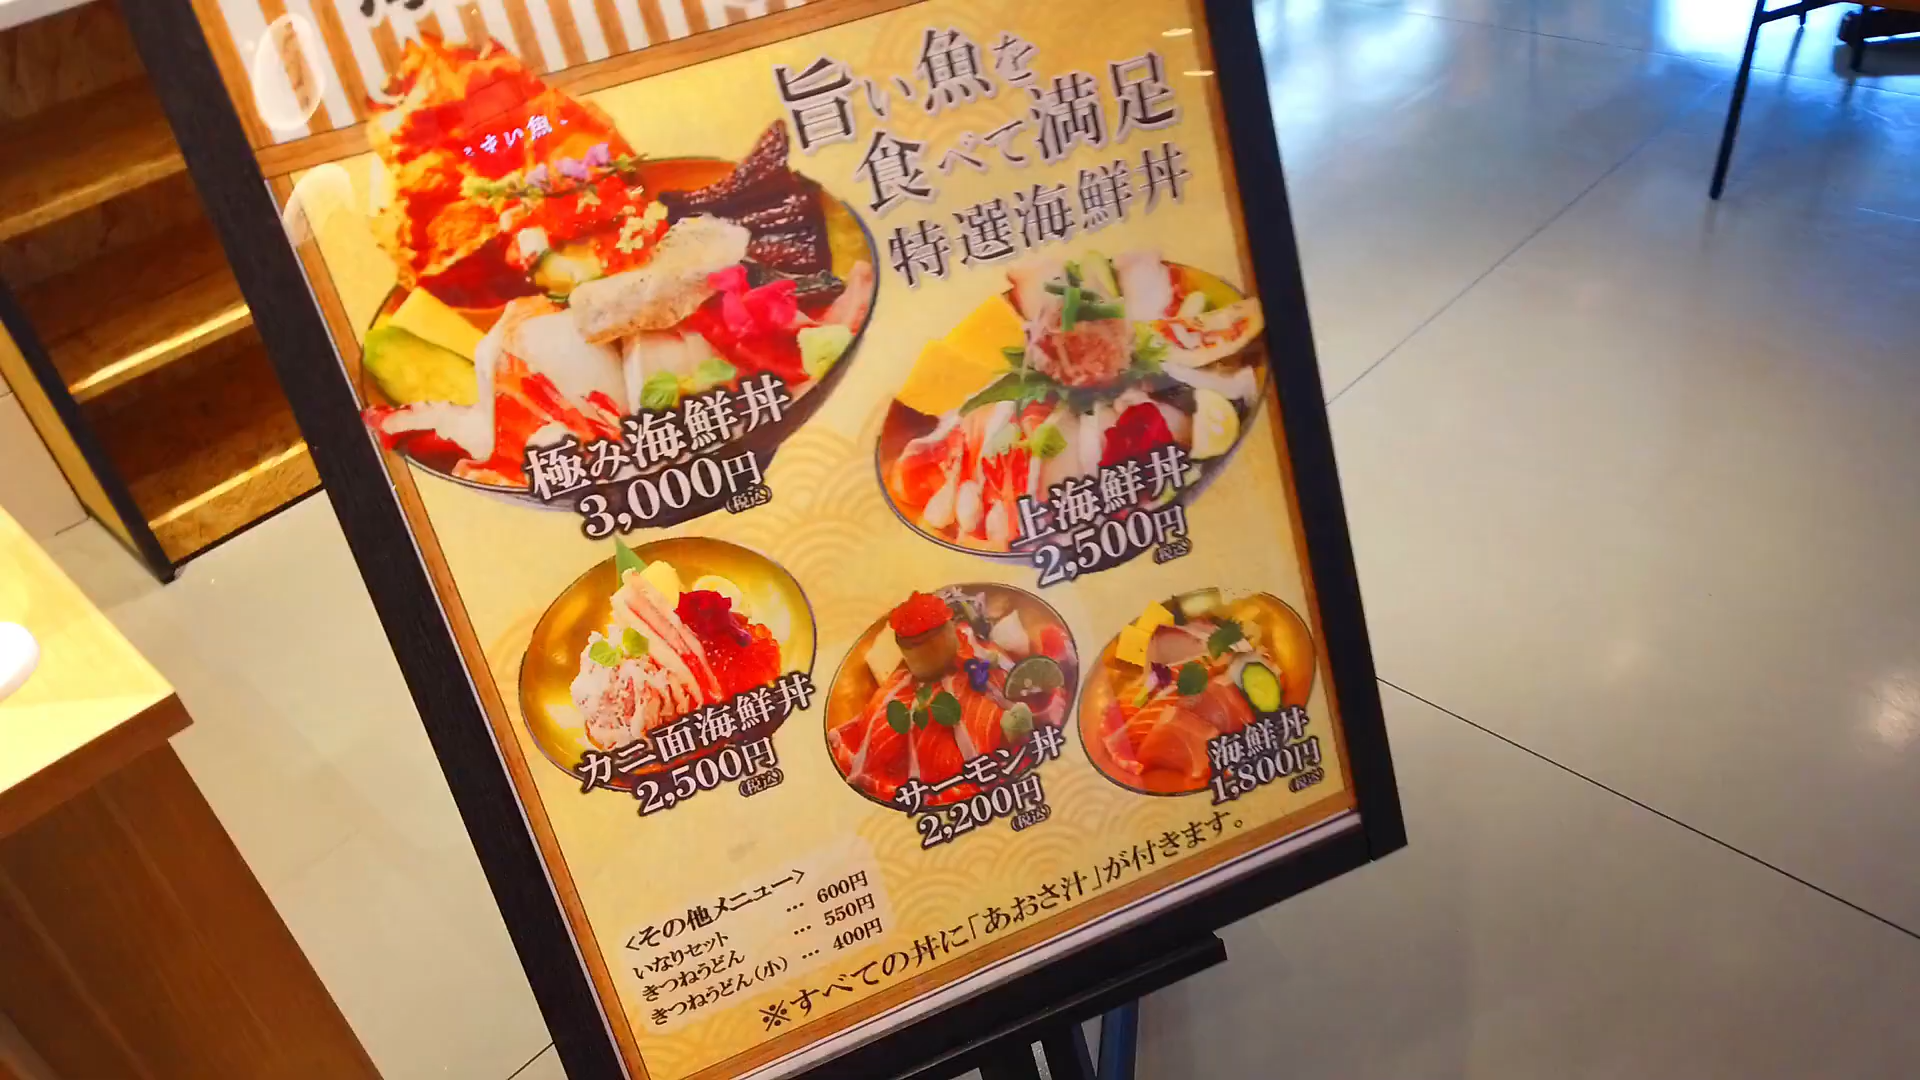 旨い魚を
食べて満足
特選海鮮丼
極み海鮮丼
3,000円
(税込)
上海鮮丼
2,500円
(税込)
カニ面海鮮丼
2,500円
(税込)
サーモン丼
2,200円
(税込)
海鮮丼
1,800円
(税込)
<その他メニュー>
いなりセット … 600円
きつねうどん … 550円
きつねうどん(小) … 400円
※すべての丼に「あおさ汁」が付きます。